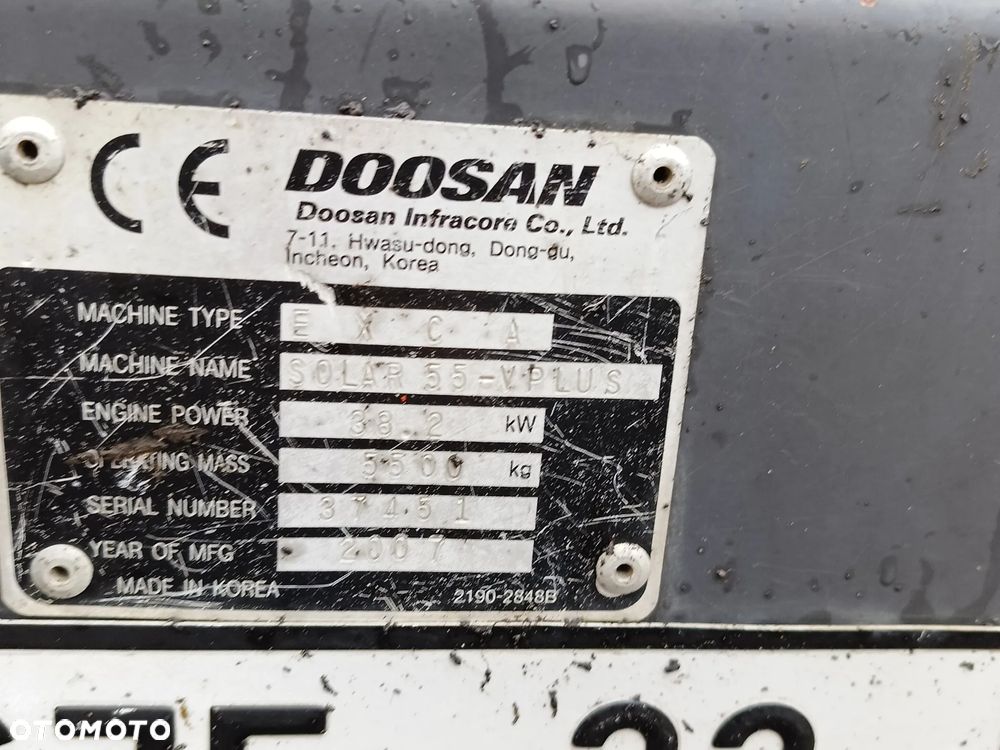 CE DOOSAN
Doosan Infracore Co., Ltd.
7-11, Hwasu-dong, Dong-gu,
Incheon, Korea
MACHINE TYPE EXCA
MACHINE NAME SOLAR 55-VPLUS
ENGINE POWER 38.2 kW
OPERATING MASS 5500 kg
SERIAL NUMBER 37451
YEAR OF MFG 2007
MADE IN KOREA 2190-2848B
OTOMOTO